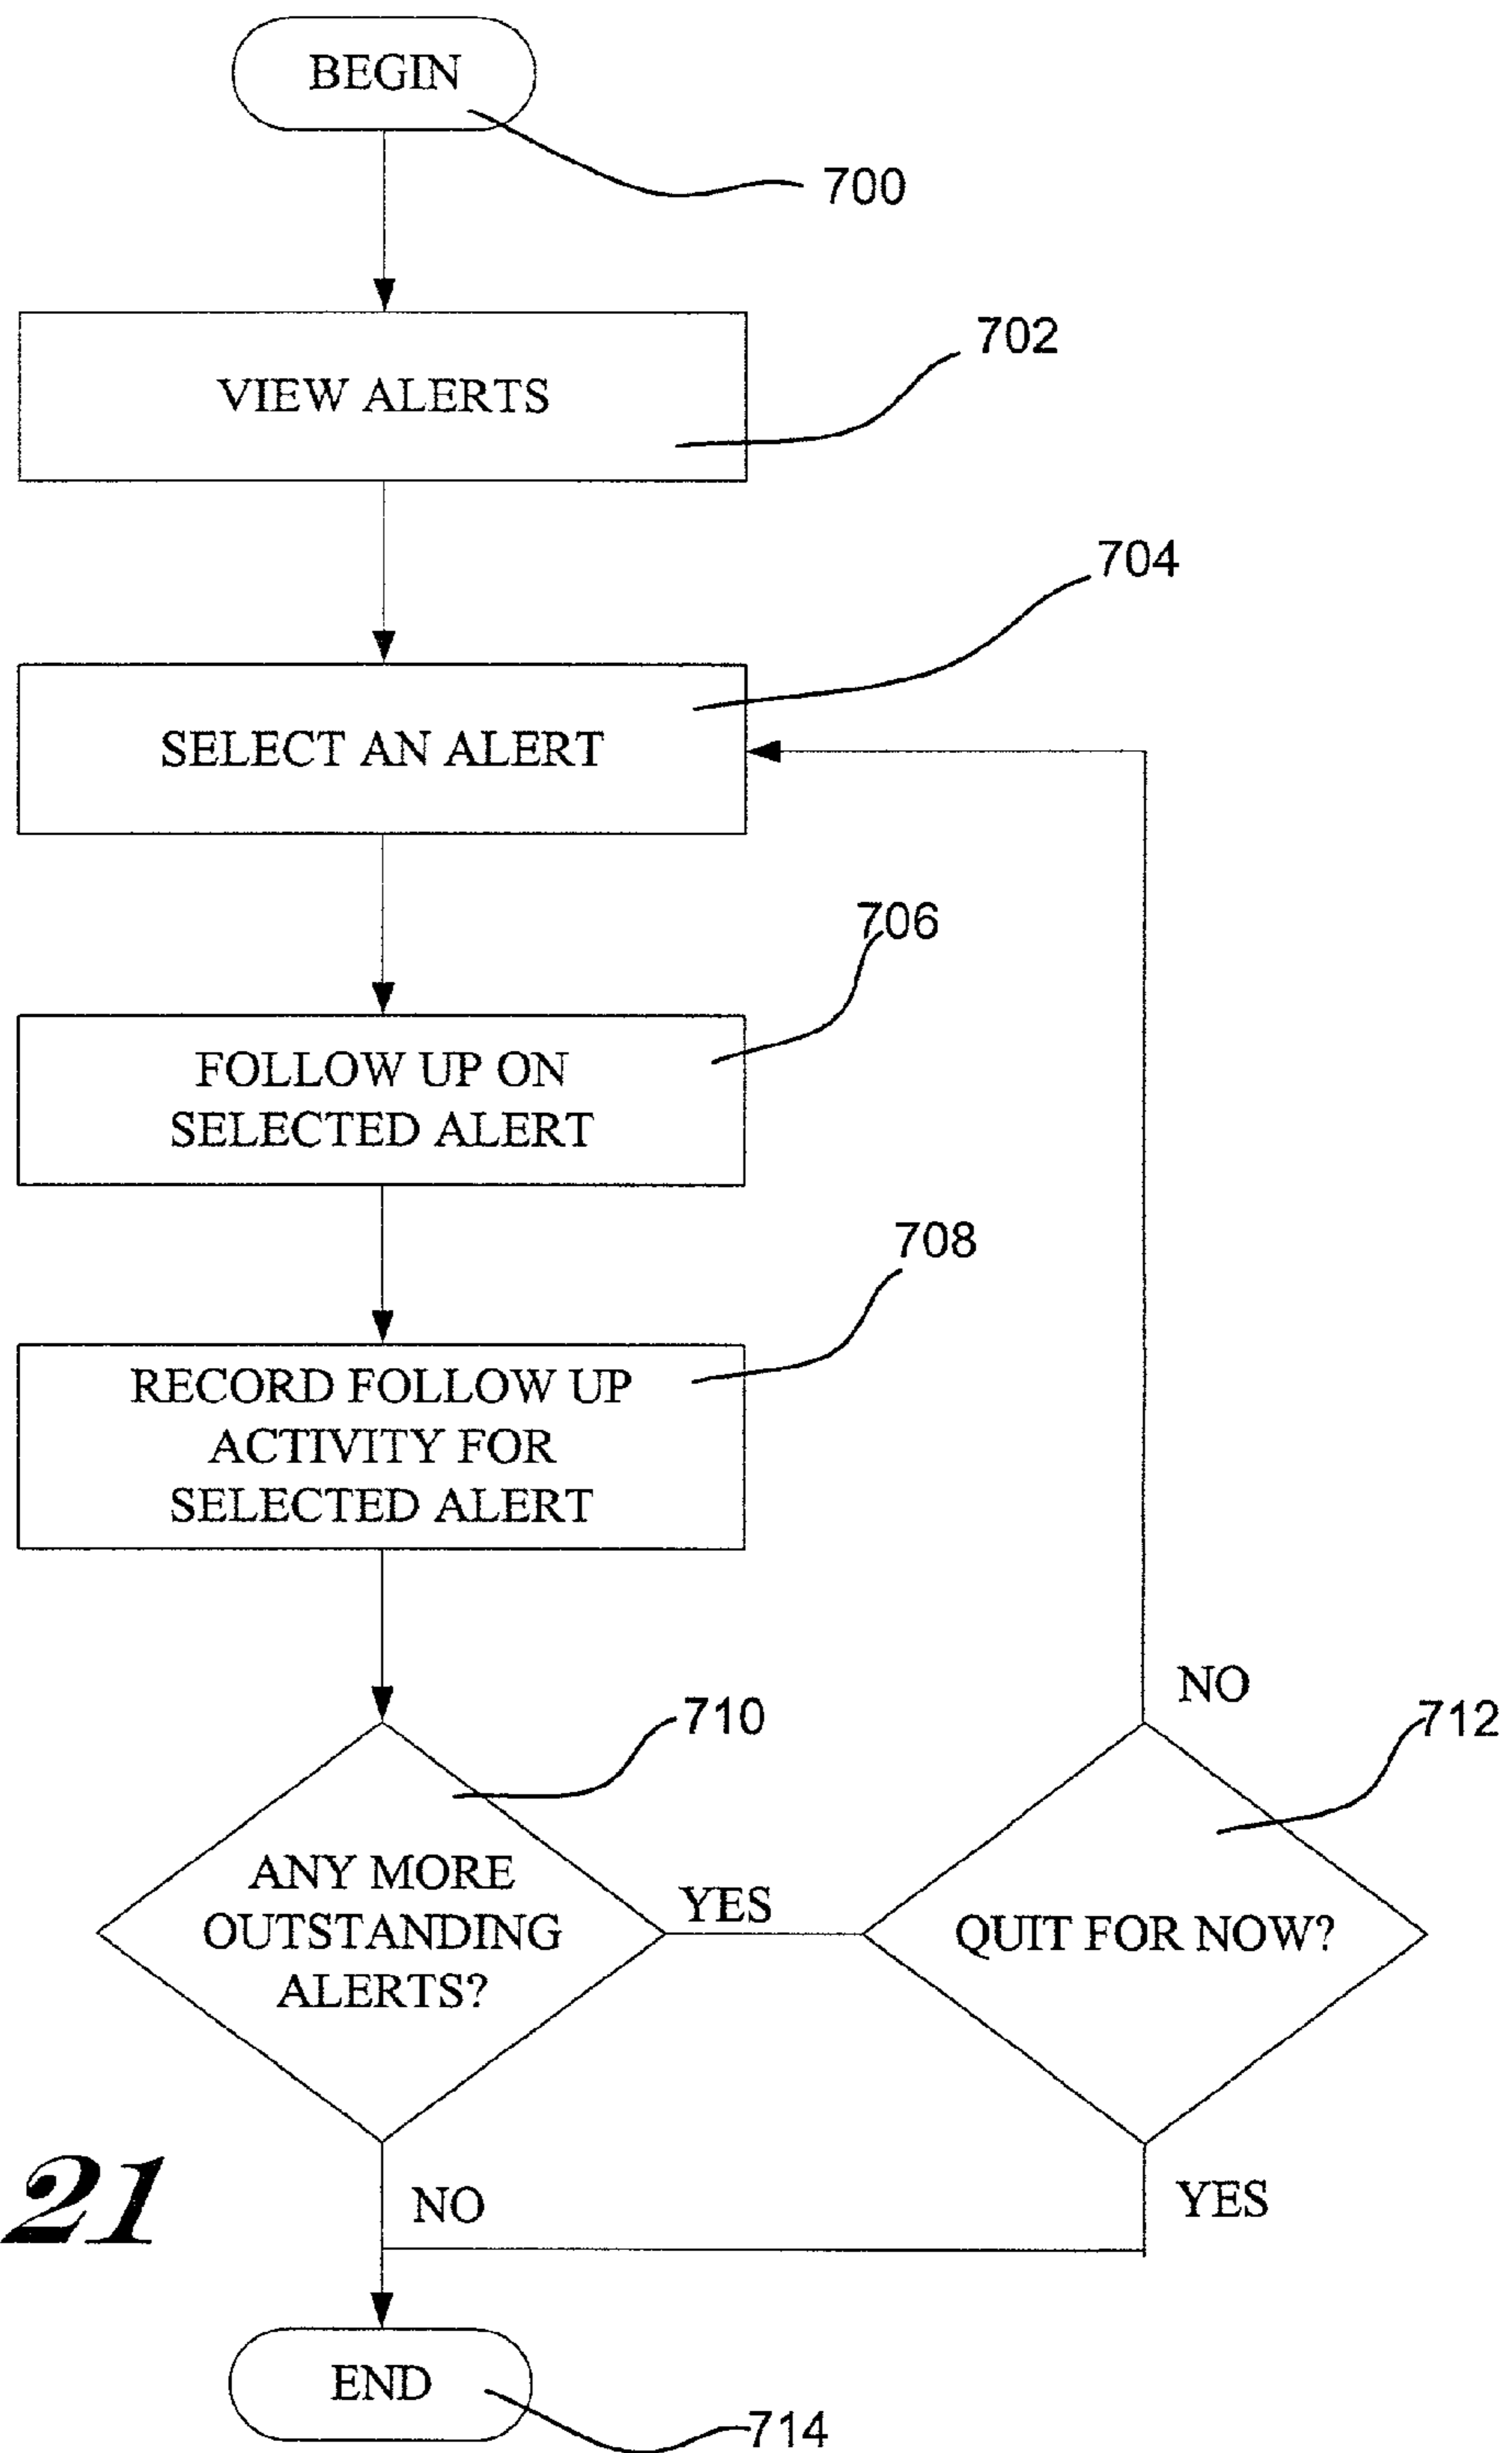 BEGIN
700
702
VIEW ALERTS
704
SELECT AN ALERT
706
FOLLOW UP ON
SELECTED ALERT
708
RECORD FOLLOW UP
ACTIVITY FOR
SELECTED ALERT
710
NO
712
ANY MORE
OUTSTANDING
ALERTS?
YES
QUIT FOR NOW?
21
NO
YES
END
714